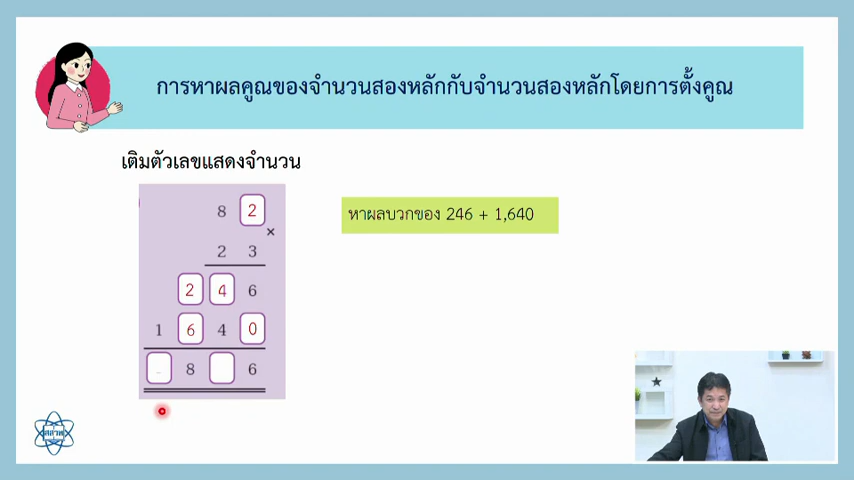 การหาผลคูณของจำนวนสองหลักกับจำนวนสองหลักโดยการตั้งคูณ
เติมตัวเลขแสดงจำนวน
8 2
×
2 3
2 4 6
1 6 4 0
8 6
หาผลบวกของ 246 + 1,640
สสวท